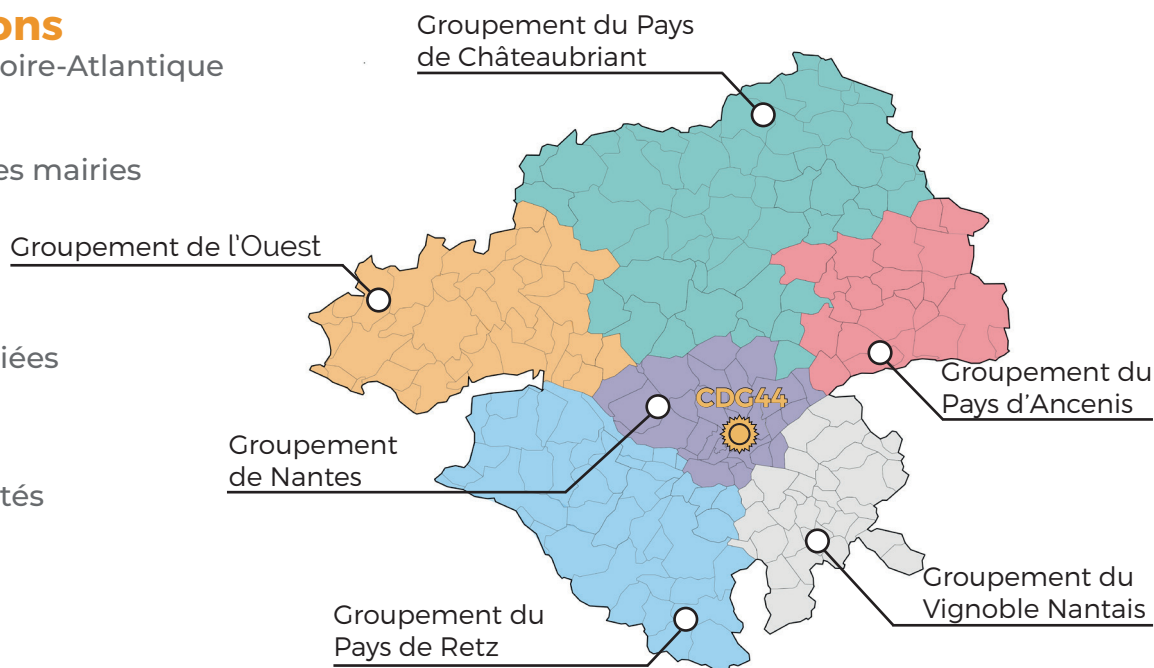 ons
oire-Atlantique
es mairies
iées
tés
Groupement du Pays
de Châteaubriant
Groupement de l'Ouest
Groupement du
Pays d'Ancenis
CDG44
Groupement
de Nantes
Groupement du
Vignoble Nantais
Groupement du
Pays de Retz